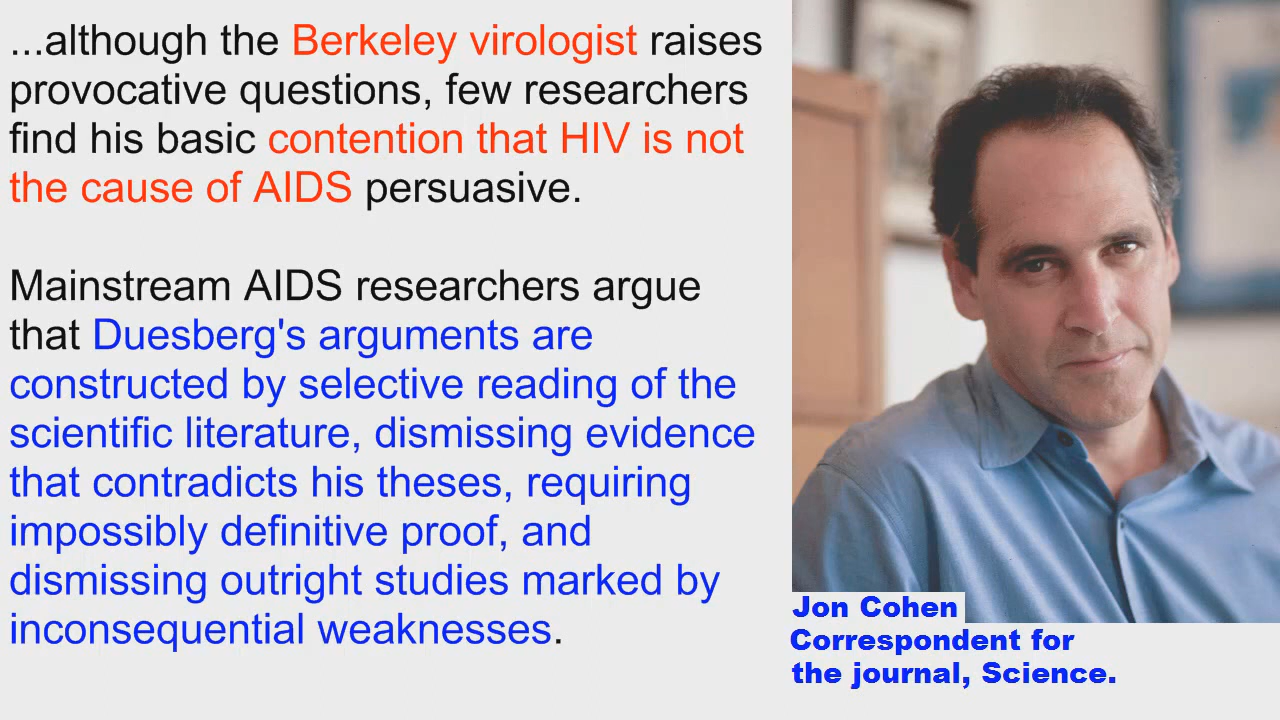 ...although the Berkeley virologist raises
provocative questions, few researchers
find his basic contention that HIV is not
the cause of AIDS persuasive.
Mainstream AIDS researchers argue
that Duesberg's arguments are
constructed by selective reading of the
scientific literature, dismissing evidence
that contradicts his theses, requiring
impossibly definitive proof, and
dismissing outright studies marked by
inconsequential weaknesses.
Jon Cohen
Correspondent for
the journal, Science.